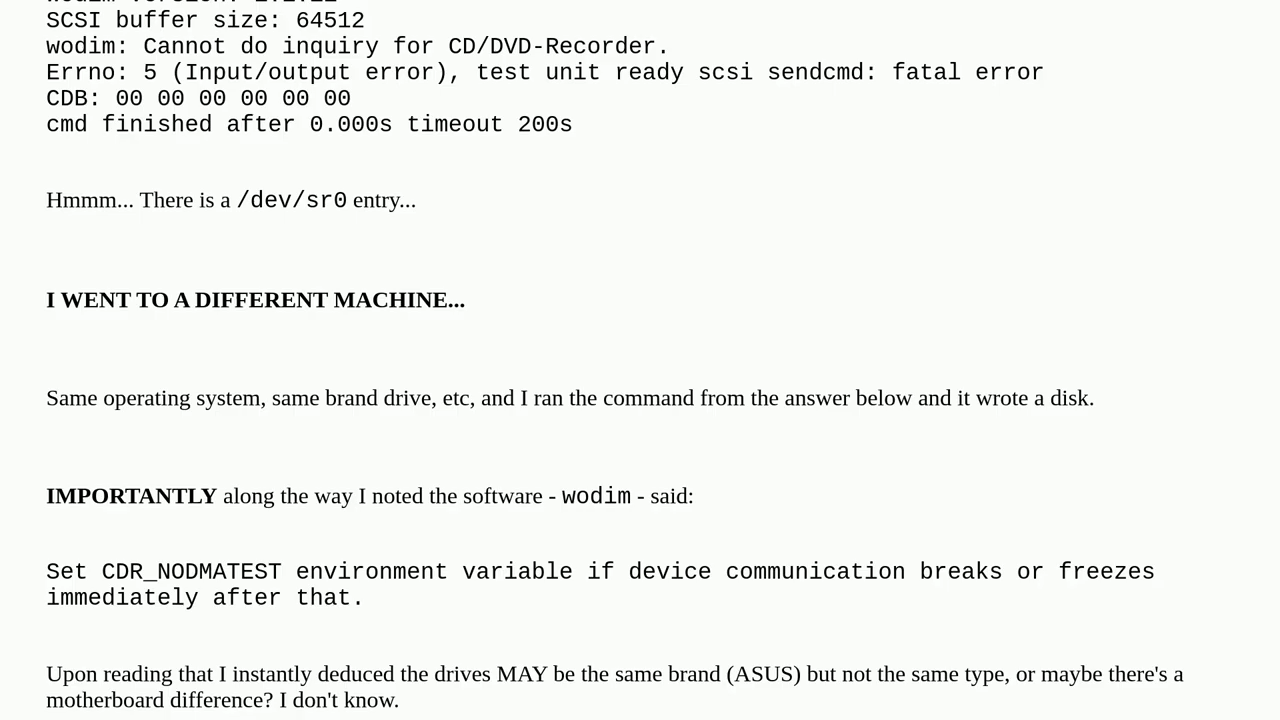 SCSI buffer size: 64512
wodim: Cannot do inquiry for CD/DVD-Recorder.
Errno: 5 (Input/output error), test unit ready scsi sendcmd: fatal error
CDB: 00 00 00 00 00 00
cmd finished after 0.000s timeout 200s
Hmmm... There is a /dev/sr0 entry...
I WENT TO A DIFFERENT MACHINE...
Same operating system, same brand drive, etc, and I ran the command from the answer below and it wrote a disk.
IMPORTANTLY along the way I noted the software - wodim - said:
Set CDR_NODMATEST environment variable if device communication breaks or freezes
immediately after that.
Upon reading that I instantly deduced the drives MAY be the same brand (ASUS) but not the same type, or maybe there's a
motherboard difference? I don't know.